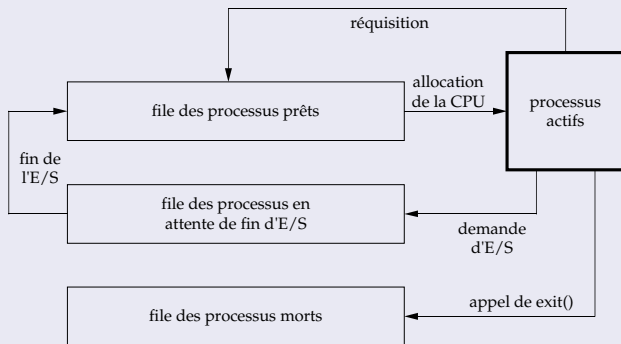 réquisition
file des processus prêts
allocation
de la CPU
processus
actifs
fin de
l'E/S
file des processus en
attente de fin d'E/S
demande
d'E/S
file des processus morts
appel de exit()